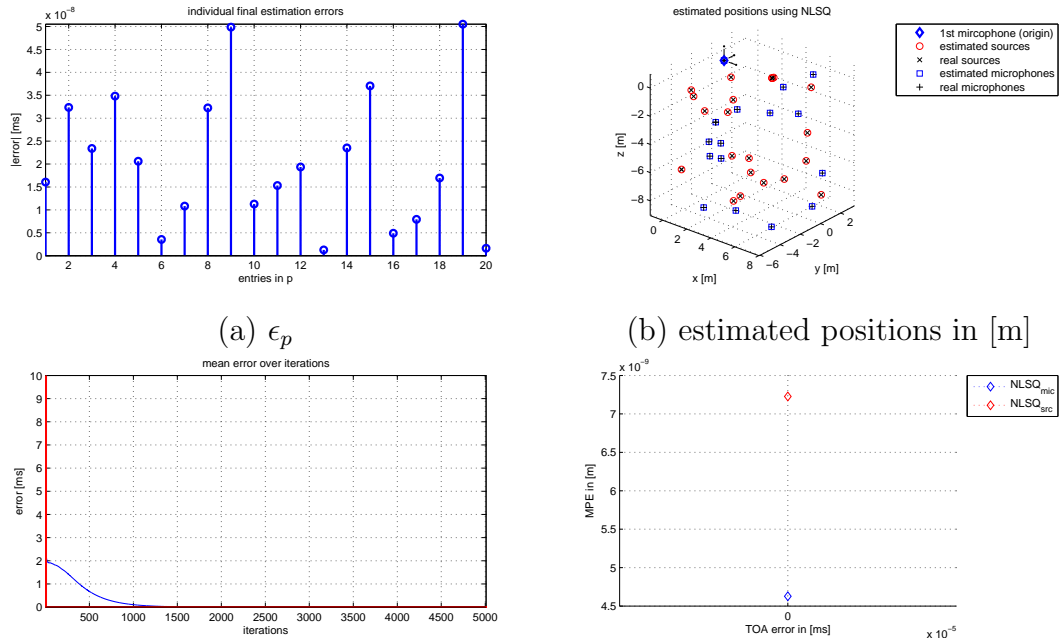 individual final estimation errors
x 10⁻⁸
5
4.5
4
3.5
3
2.5
2
1.5
1
0.5
0
|error| [ms]
2 4 6 8 10 12 14 16 18 20
entries in p
(a) ϵ_p
estimated positions using NLSQ
0
−2
−4
−6
−8
z [m]
0 2 4 6 8
x [m]
−6 −4 −2 0 2
y [m]
1st mircophone (origin)
estimated sources
real sources
estimated microphones
real microphones
(b) estimated positions in [m]
mean error over iterations
10
9
8
7
6
5
4
3
2
1
0
error [ms]
500 1000 1500 2000 2500 3000 3500 4000 4500 5000
iterations
x 10⁻⁹
7.5
7
6.5
6
5.5
5
4.5
MPE in [m]
0
TOA error in [ms]
x 10⁻⁵
NLSQ_mic
NLSQ_src